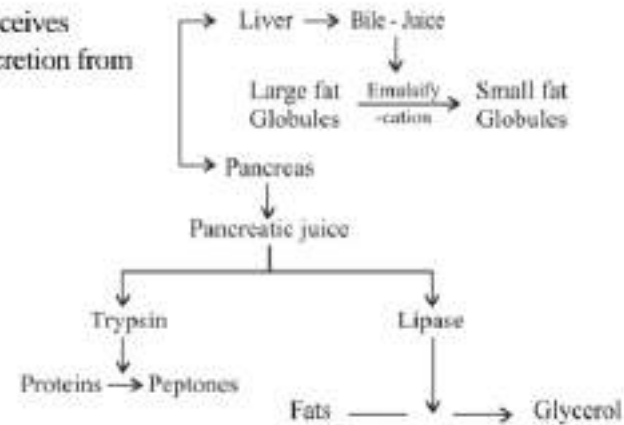 ceives
cretion from
Liver → Bile - Juice
Large fat Globules
Emulsify -cation
Small fat Globules
Pancreas
Pancreatic juice
Trypsin
Lipase
Proteins → Peptones
Fats → Glycerol